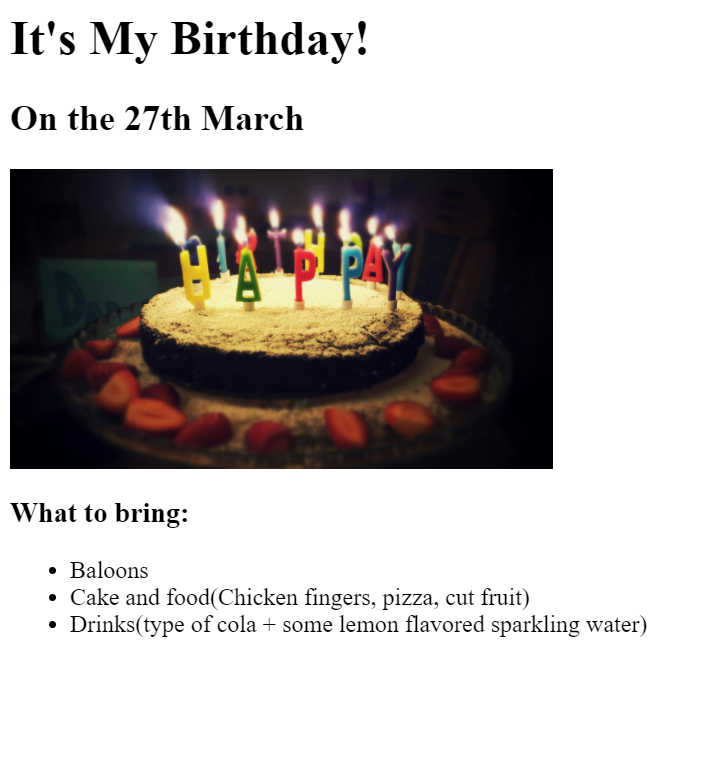 It's My Birthday!
On the 27th March
BIRTHDAY
HAPPY
What to bring:
Baloons
Cake and food(Chicken fingers, pizza, cut fruit)
Drinks(type of cola + some lemon flavored sparkling water)